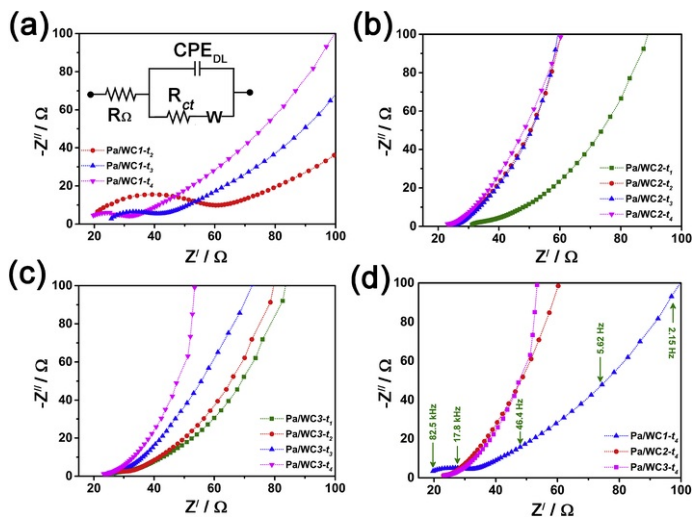 (a)
100
80
60
40
20
0
-Z^II / Ω
CPE_DL
R_Ω
R_ct
W
Pa/WC1-t_2
Pa/WC1-t_3
Pa/WC1-t_4
20 40 60 80 100
Z^I / Ω
(b)
100
80
60
40
20
0
-Z^II / Ω
Pa/WC2-t_1
Pa/WC2-t_2
Pa/WC2-t_3
Pa/WC2-t_4
20 40 60 80 100
Z^I / Ω
(c)
100
80
60
40
20
0
-Z^II / Ω
Pa/WC3-t_1
Pa/WC3-t_2
Pa/WC3-t_3
Pa/WC3-t_4
20 40 60 80 100
Z^I / Ω
(d)
100
80
60
40
20
0
-Z^II / Ω
82.5 kHz
17.8 kHz
46.4 Hz
5.62 Hz
2.15 Hz
Pa/WC1-t_4
Pa/WC2-t_4
Pa/WC3-t_4
20 40 60 80 100
Z^I / Ω